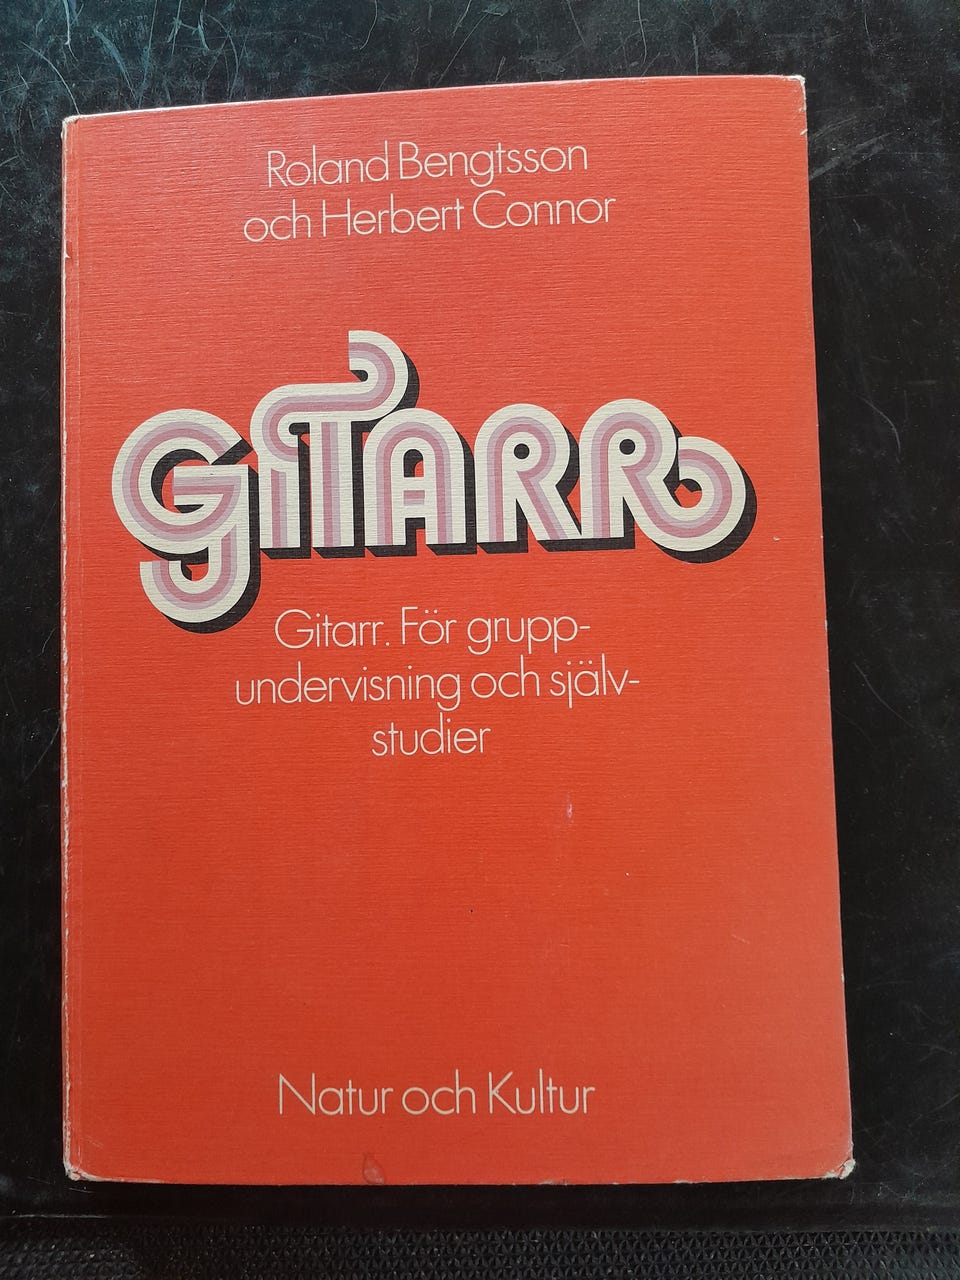 Roland Bengtsson
och Herbert Connor
GITARR
Gitarr. För grupp-
undervisning och själv-
studier
Natur och Kultur